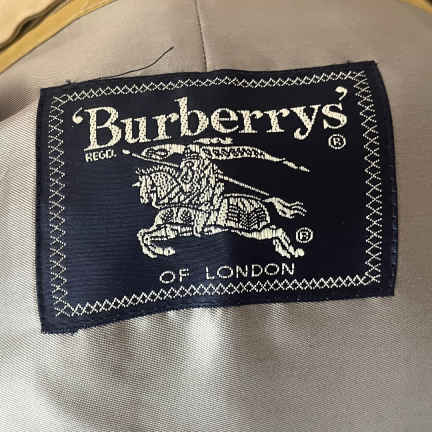 'Burberrys'
®
REGD.
®
OF LONDON